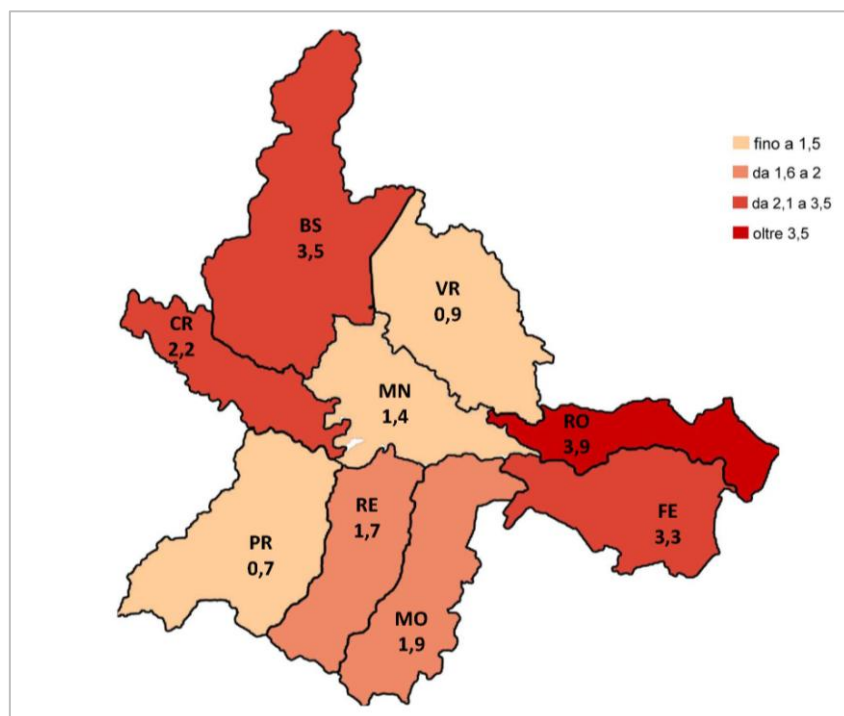 fino a 1,5
da 1,6 a 2
da 2,1 a 3,5
oltre 3,5
BS
3,5
VR
0,9
CR
2,2
MN
1,4
RO
3,9
RE
1,7
FE
3,3
PR
0,7
MO
1,9